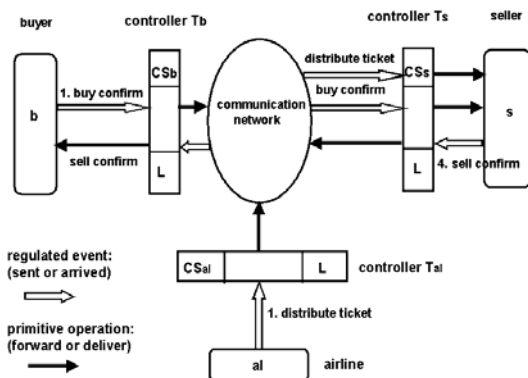 buyer
controller Tb
controller Ts
seller
CSb
distribute ticket
CSs
1. buy confirm
buy confirm
b
communication
network
s
sell confirm
4. sell confirm
L
L
CSal
L
controller Tal
regulated event:
(sent or arrived)
1. distribute ticket
primitive operation:
(forward or deliver)
al
airline